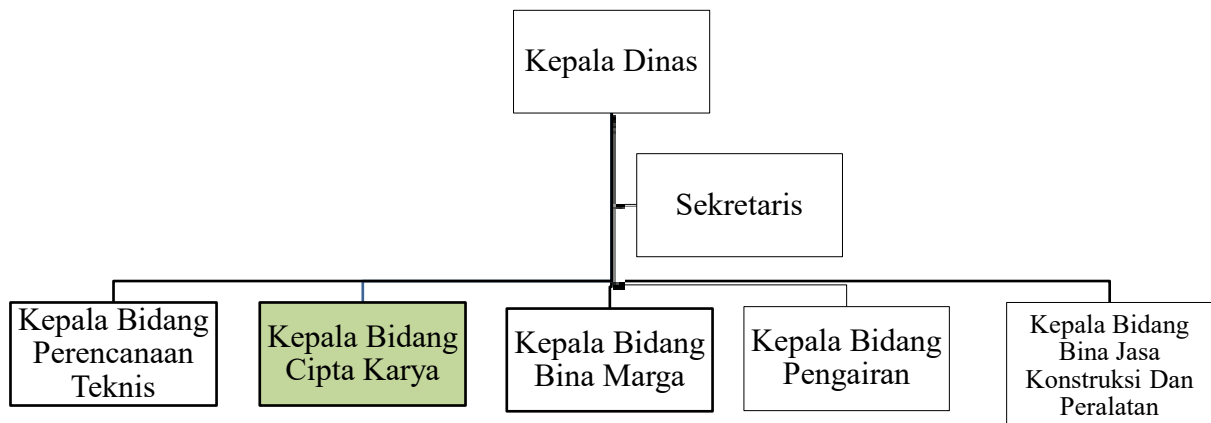 Kepala Dinas
Sekretaris
Kepala Bidang
Perencanaan
Teknis
Kepala Bidang
Cipta Karya
Kepala Bidang
Bina Marga
Kepala Bidang
Pengairan
Kepala Bidang
Bina Jasa
Konstruksi Dan
Peralatan